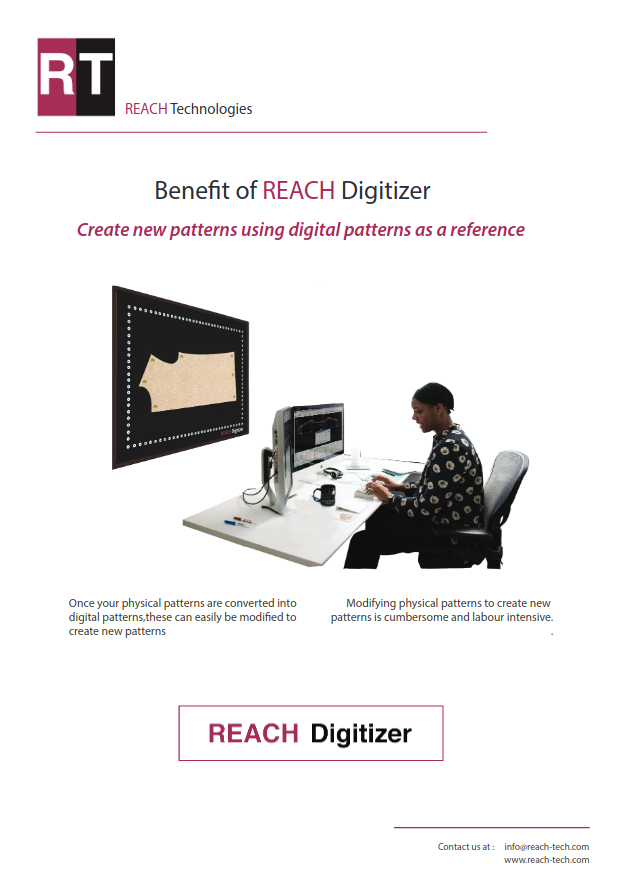 RT
REACH Technologies
Benefit of REACH Digitizer
Create new patterns using digital patterns as a reference
REACH Digitizer
Once your physical patterns are converted into
digital patterns,these can easily be modified to
create new patterns
Modifying physical patterns to create new
patterns is cumbersome and labour intensive.
.
REACH Digitizer
Contact us at : info@reach-tech.com
www.reach-tech.com